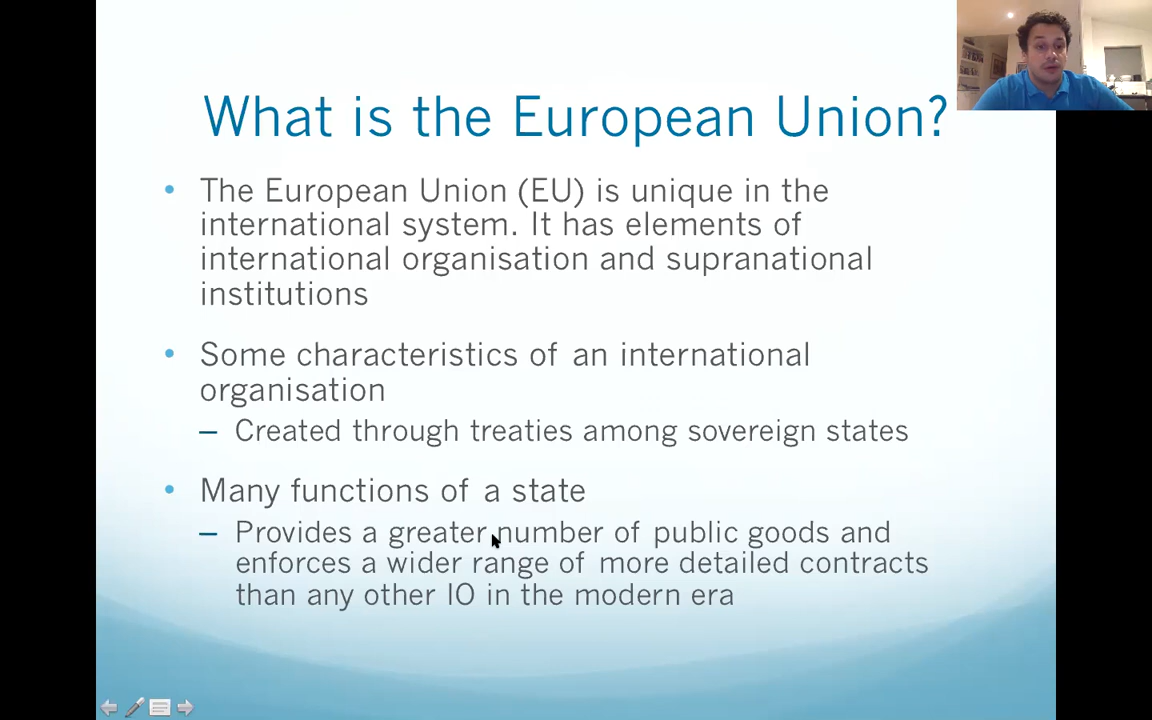 What is the European Union?
• The European Union (EU) is unique in the
international system. It has elements of
international organisation and supranational
institutions
• Some characteristics of an international
organisation
– Created through treaties among sovereign states
• Many functions of a state
– Provides a greater number of public goods and
enforces a wider range of more detailed contracts
than any other IO in the modern era